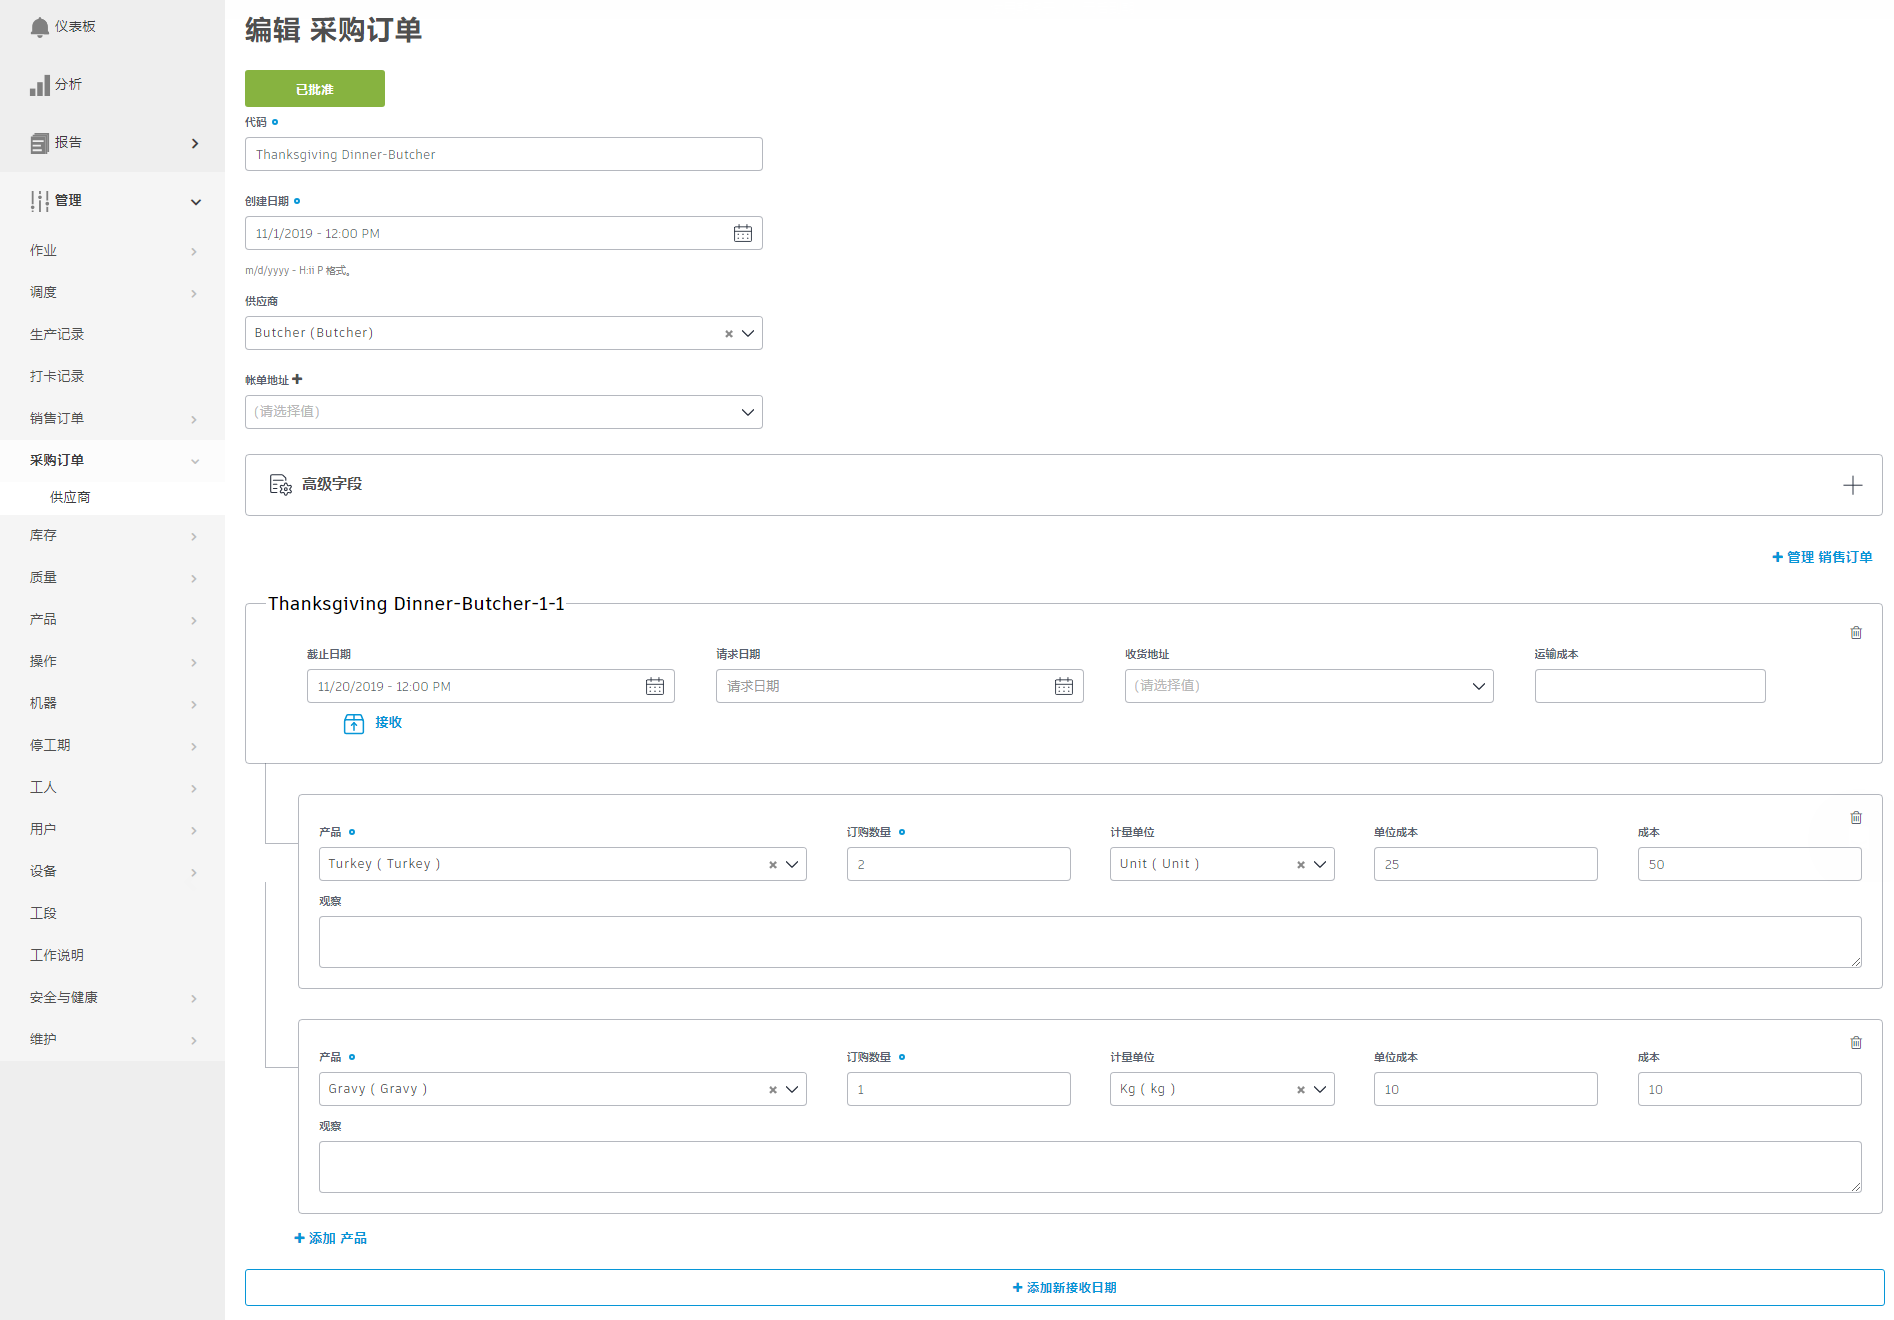 仪表板
分析
报告
管理
作业
调度
生产记录
打卡记录
销售订单
采购订单
供应商
库存
质量
产品
操作
机器
停工期
工人
用户
设备
工段
工作说明
安全与健康
维护
编辑 采购订单
已批准
代码
Thanksgiving Dinner-Butcher
创建日期
11/1/2019 - 12:00 PM
m/d/yyyy - H:ii P 格式。
供应商
Butcher (Butcher)
帐单地址
(请选择值)
高级字段
管理 销售订单
Thanksgiving Dinner-Butcher-1-1
截止日期 请求日期 收货地址 运输成本
11/20/2019 - 12:00 PM 请求日期 (请选择值)
接收
产品 订购数量 计量单位 单位成本 成本
Turkey ( Turkey ) 2 Unit ( Unit ) 25 50
观察
产品 订购数量 计量单位 单位成本 成本
Gravy ( Gravy ) 1 Kg ( kg ) 10 10
观察
+ 添加 产品
+ 添加新接收日期